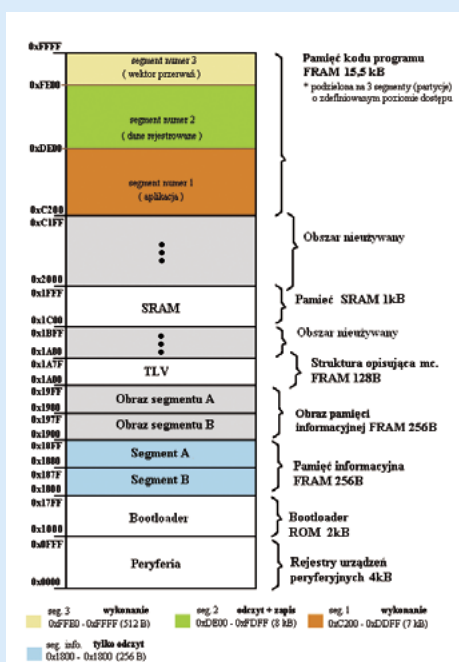 0xFFFF
segment numer 3
( wektor przerwań )
0xFE00
segment numer 2
( dane rejestrowane )
0xDE00
segment numer 1
( aplikacja )
0xC200
0xC1FF
0x2000
0x1FFF
SRAM
0x1C00
0x1BFF
0x1A80
0x1A7F
TLV
0x1A00
0x19FF
Obraz segmentu A
0x1980
0x197F
Obraz segmentu B
0x1900
0x18FF
Segment A
0x1880
0x187F
Segment B
0x1800
0x17FF
Bootloader
0x1000
0x0FFF
Peryferia
0x0000
Pamięć kodu programu
FRAM 15,5 kB
* podzielona na 3 segmenty (partycje)
o zdefiniowanym poziomie dostępu
Obszar nieużywany
Pamieć SRAM 1kB
Obszar nieużywany
Struktura opisująca mc.
FRAM 128B
Obraz pamięci
informacyjnej FRAM 256B
Pamięć informacyjna
FRAM 256B
Bootloader
ROM 2kB
Rejestry urządzeń
peryferyjnych 4kB
seg. 3 wykonanie
0xFFE0 - 0xFFFF (512 B)
seg. 2 odczyt + zapis
0xDE00 - 0xFDFF (8 kB)
seg. 1 wykonanie
0xC200 - 0xDDFF (7 kB)
seg. info. tylko odczyt
0x1800 - 0x1800 (256 B)